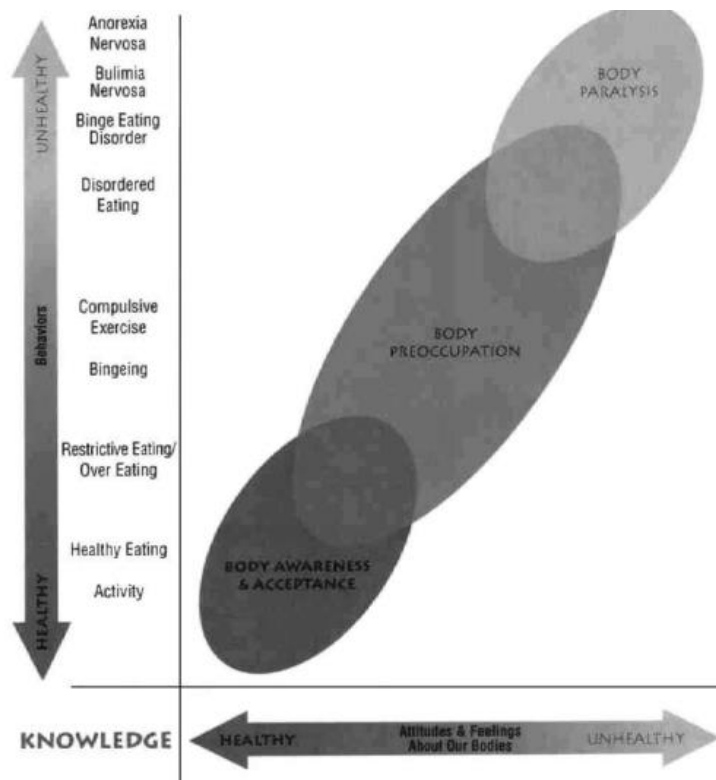 Anorexia
Nervosa
Bulimia
Nervosa
Binge Eating
Disorder
Disordered
Eating
Compulsive
Exercise
Bingeing
Restrictive Eating/
Over Eating
Healthy Eating
Activity
UNHEALTHY
Behaviors
HEALTHY
BODY
PARALYSIS
BODY
PREOCCUPATION
BODY AWARENESS
& ACCEPTANCE
KNOWLEDGE
HEALTHY
Attitudes & Feelings
About Our Bodies
UNHEALTHY